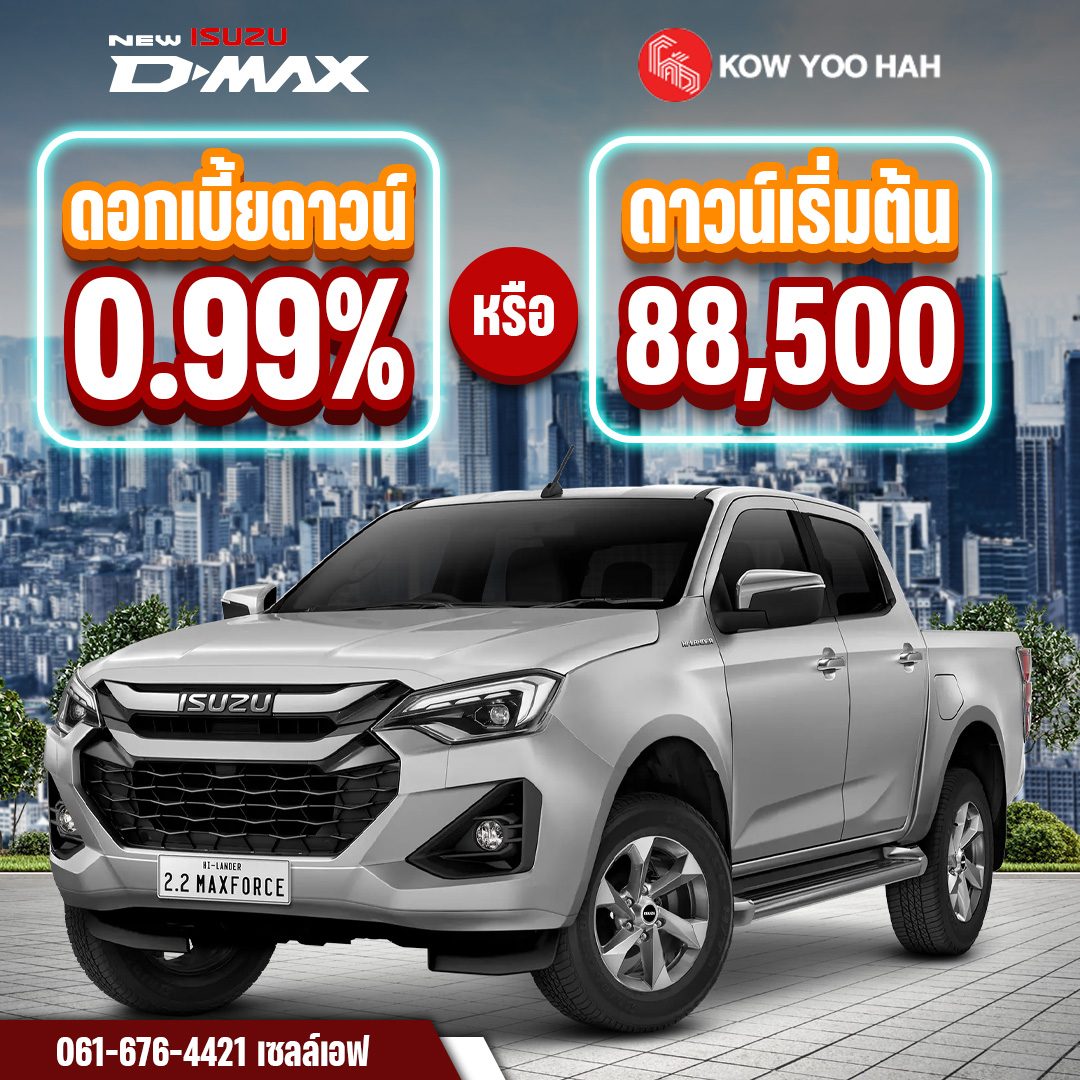 NEW ISUZU
D-MAX
KOW YOO HAH
ดอกเบี้ยดาวน์
0.99%
หรือ
ดาวน์เริ่มต้น
88,500
HI-LANDER
ISUZU
HI-LANDER
2.2 MAXFORCE
061-676-4421 เซลล์เอฟ